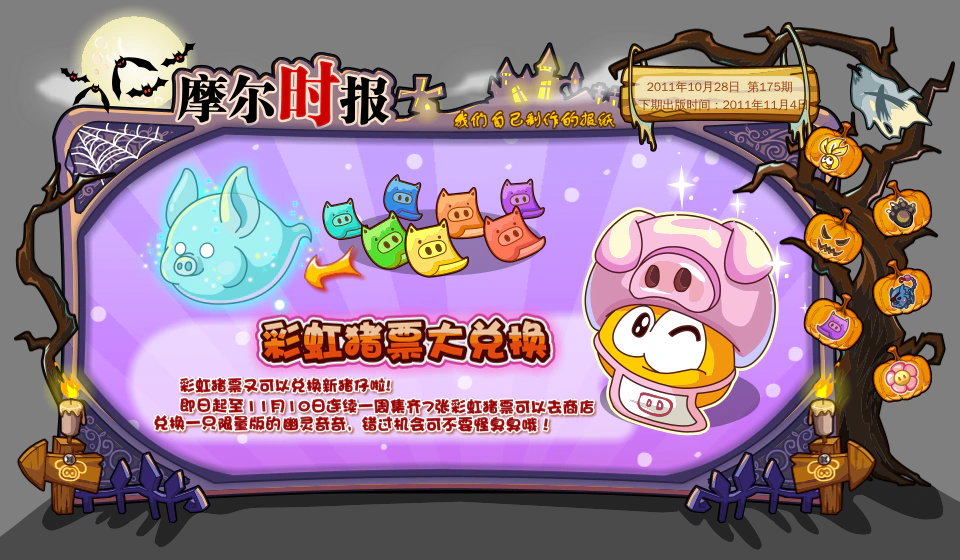 摩尔时报
我们自己制作的报纸
2011年10月28日 第175期
下期出版时间：2011年11月4日
彩虹猪票大兑换
彩虹猪票又可以兑换新猪仔啦!
即日起至11月10日连续一周集齐7张彩虹猪票可以去商店
兑换一只限量版的幽灵奇奇，错过机会可不要怪臭臭哦！